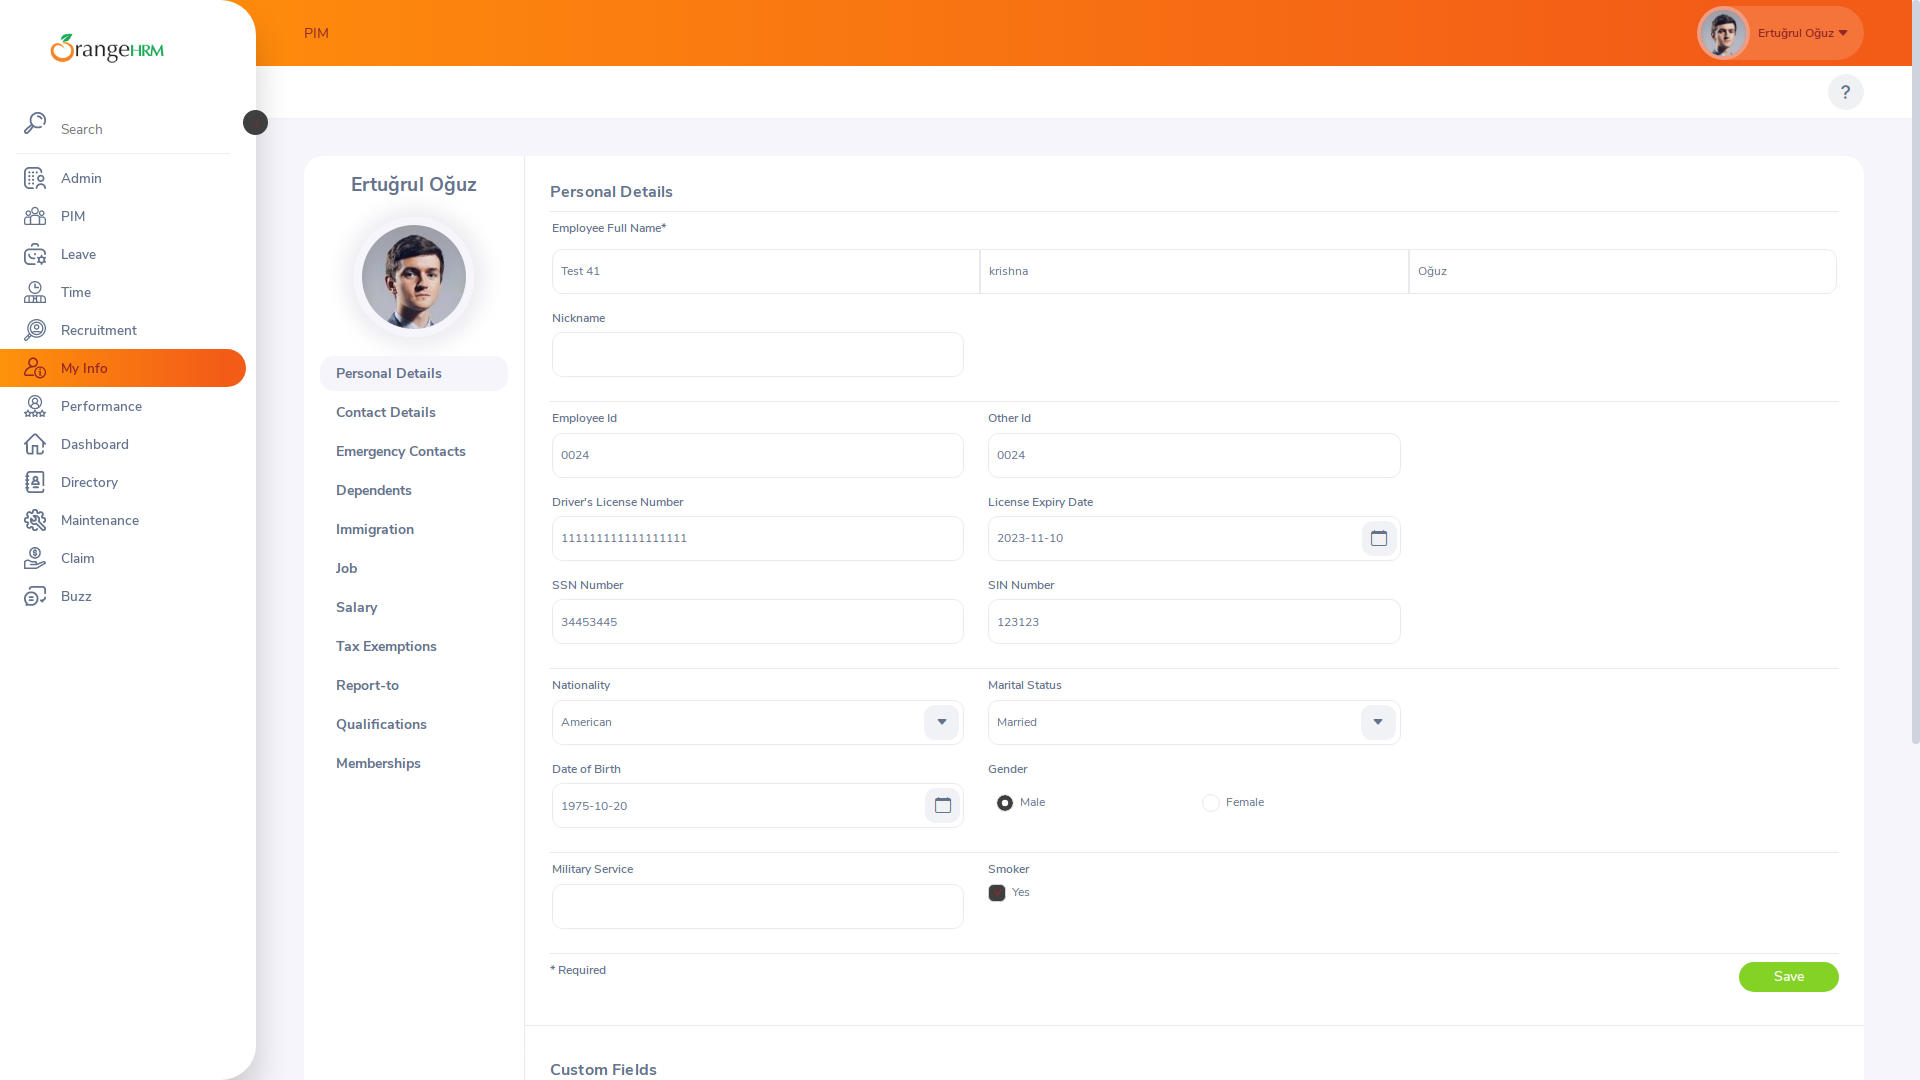 OrangeHRM
PIM
Ertuğrul Oğuz
?
Search
Admin
PIM
Leave
Time
Recruitment
My Info
Performance
Dashboard
Directory
Maintenance
Claim
Buzz
Ertuğrul Oğuz
Personal Details
Contact Details
Emergency Contacts
Dependents
Immigration
Job
Salary
Tax Exemptions
Report-to
Qualifications
Memberships
Personal Details
Employee Full Name*
Test 41 krishna Oğuz
Nickname
Employee Id Other Id
0024 0024
Driver's License Number License Expiry Date
111111111111111111 2023-11-10
SSN Number SIN Number
34453445 123123
Nationality Marital Status
American Married
Date of Birth Gender
1975-10-20 Male Female
Military Service Smoker
Yes
* Required Save
Custom Fields